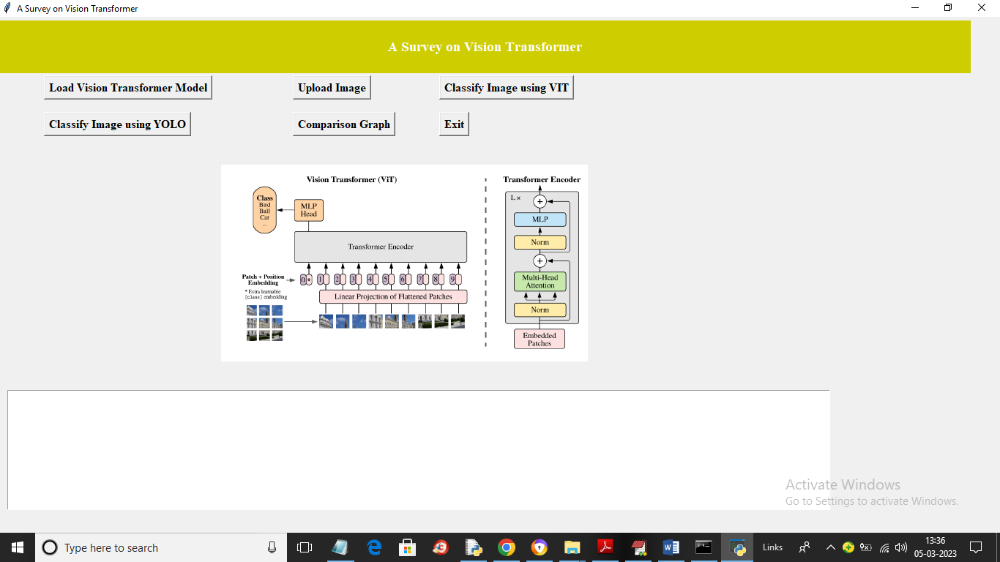 A Survey on Vision Transformer
A Survey on Vision Transformer
Load Vision Transformer Model
Upload Image
Classify Image using VIT
Classify Image using YOLO
Comparison Graph
Exit
Vision Transformer (ViT)
Class
Bird
Ball
Car
...
MLP
Head
Transformer Encoder
Patch + Position
Embedding
* Extra learnable
[class] embedding
0 * 1 2 3 4 5 6 7 8 9
Linear Projection of Flattened Patches
Transformer Encoder
L ×
+
MLP
Norm
+
Multi-Head
Attention
Norm
Embedded
Patches
Activate Windows
Go to Settings to activate Windows.
Type here to search
Links
13:36
05-03-2023